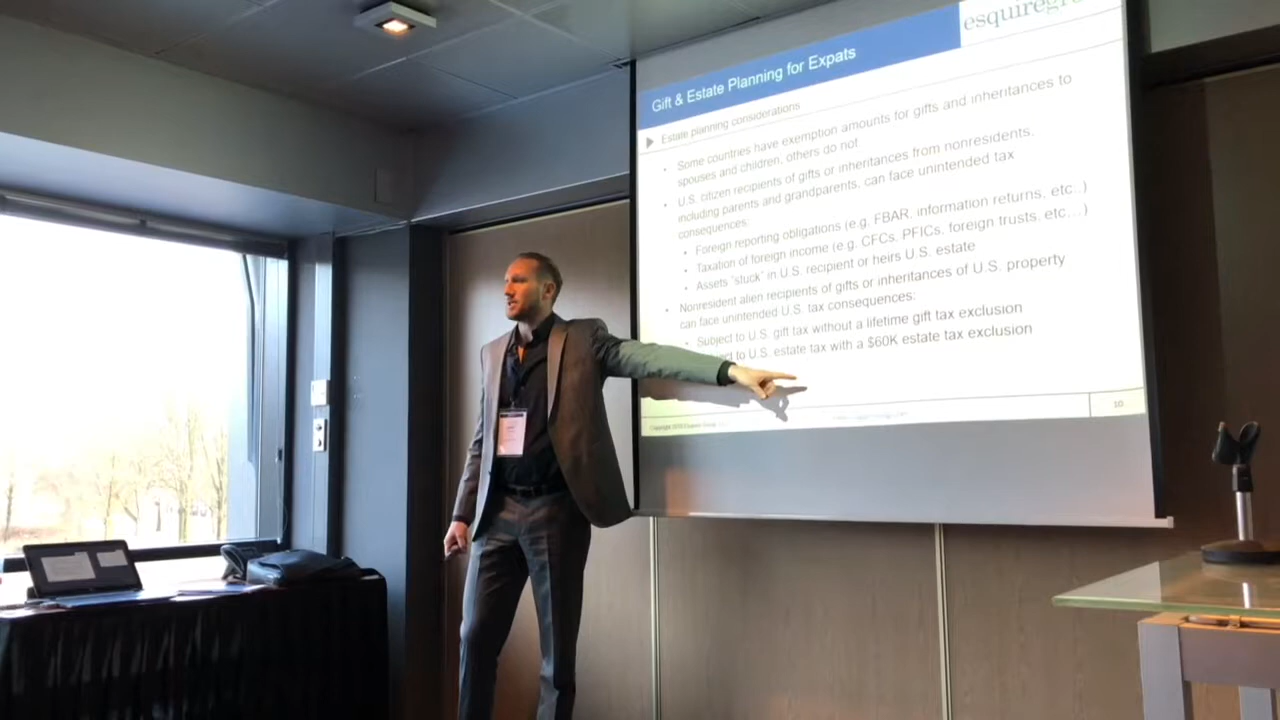 esquiregro
Gift & Estate Planning for Expats
Estate planning considerations
Some countries have exemption amounts for gifts and inheritances to
spouses and children, others do not.
U.S. citizen recipients of gifts or inheritances from nonresidents,
including parents and grandparents, can face unintended tax
consequences:
Foreign reporting obligations (e.g. FBAR, information returns, etc..)
Taxation of foreign income (e.g. CFCs, PFICs, foreign trusts, etc...)
Assets "stuck" in U.S. recipient or heirs U.S. estate
Nonresident alien recipients of gifts or inheritances of U.S. property
can face unintended U.S. tax consequences:
Subject to U.S. gift tax without a lifetime gift tax exclusion
to U.S. estate tax with a $60K estate tax exclusion
Esquire Group
10